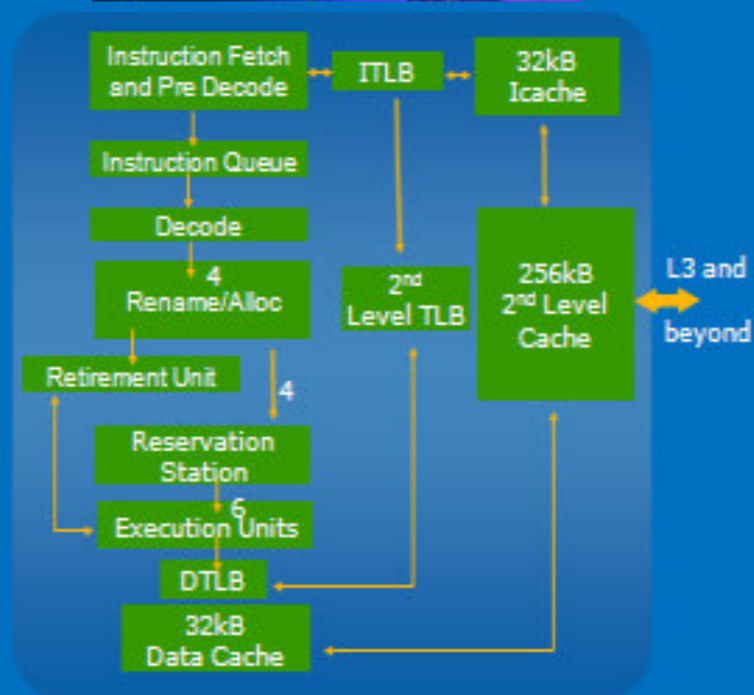 Instruction Fetch
and Pre Decode
ITLB
32kB
Icache
Instruction Queue
Decode
4
Rename/Alloc
2nd
Level TLB
256kB
2nd Level
Cache
L3 and
beyond
Retirement Unit
4
Reservation
Station
6
Execution Units
DTLB
32kB
Data Cache